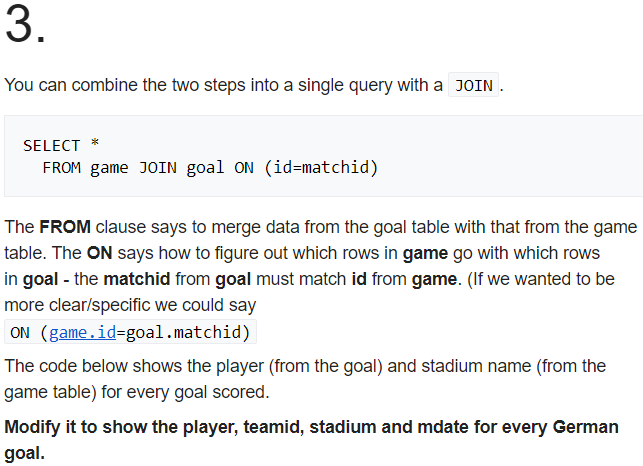 3.
You can combine the two steps into a single query with a JOIN.
SELECT *
FROM game JOIN goal ON (id=matchid)
The FROM clause says to merge data from the goal table with that from the game
table. The ON says how to figure out which rows in game go with which rows
in goal - the matchid from goal must match id from game. (If we wanted to be
more clear/specific we could say
ON (game.id=goal.matchid)
The code below shows the player (from the goal) and stadium name (from the
game table) for every goal scored.
Modify it to show the player, teamid, stadium and mdate for every German
goal.